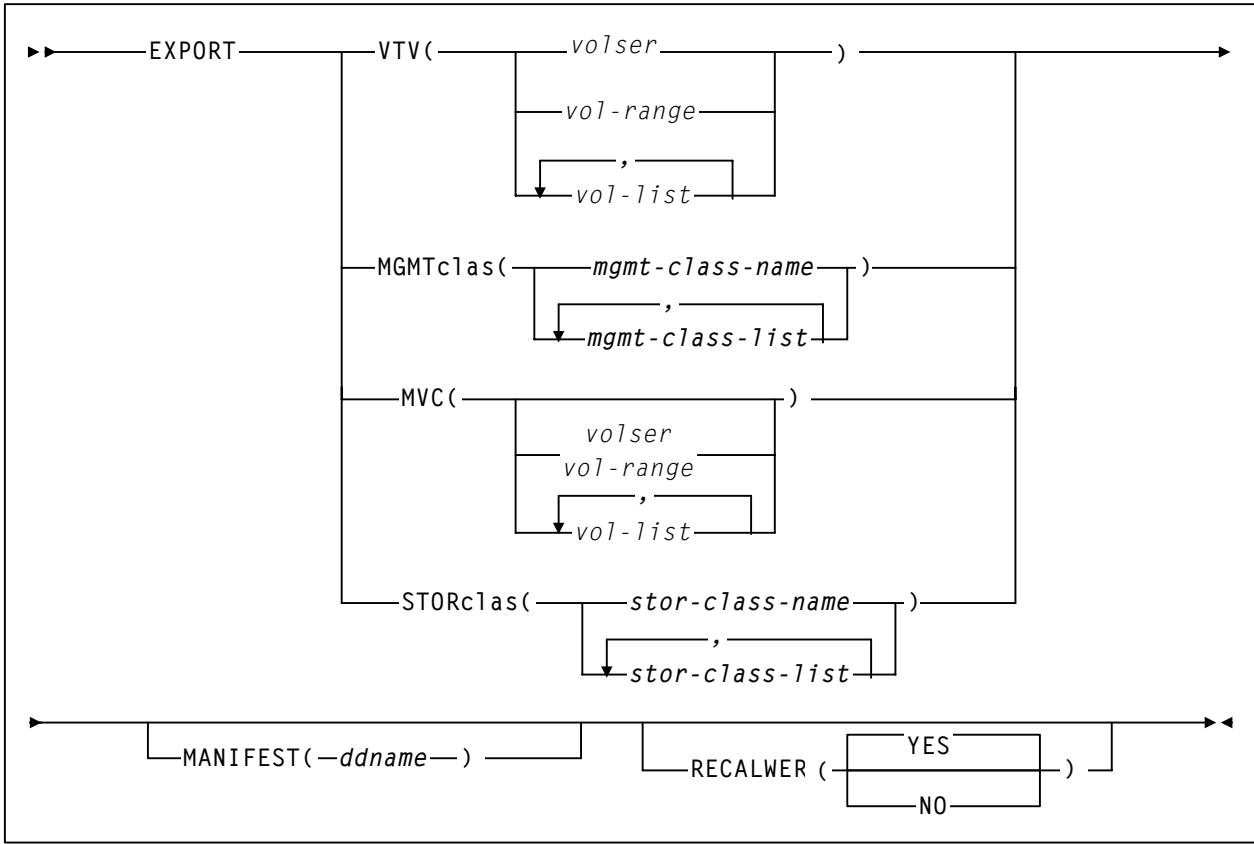 EXPORT VTV( volser )
vol-range
,
vol-list
MGMTclas( mgmt-class-name )
,
mgmt-class-list
MVC( )
volser
vol-range
,
vol-list
STORclas( stor-class-name )
,
stor-class-list
MANIFEST( ddname )
YES
RECALWER ( )
NO